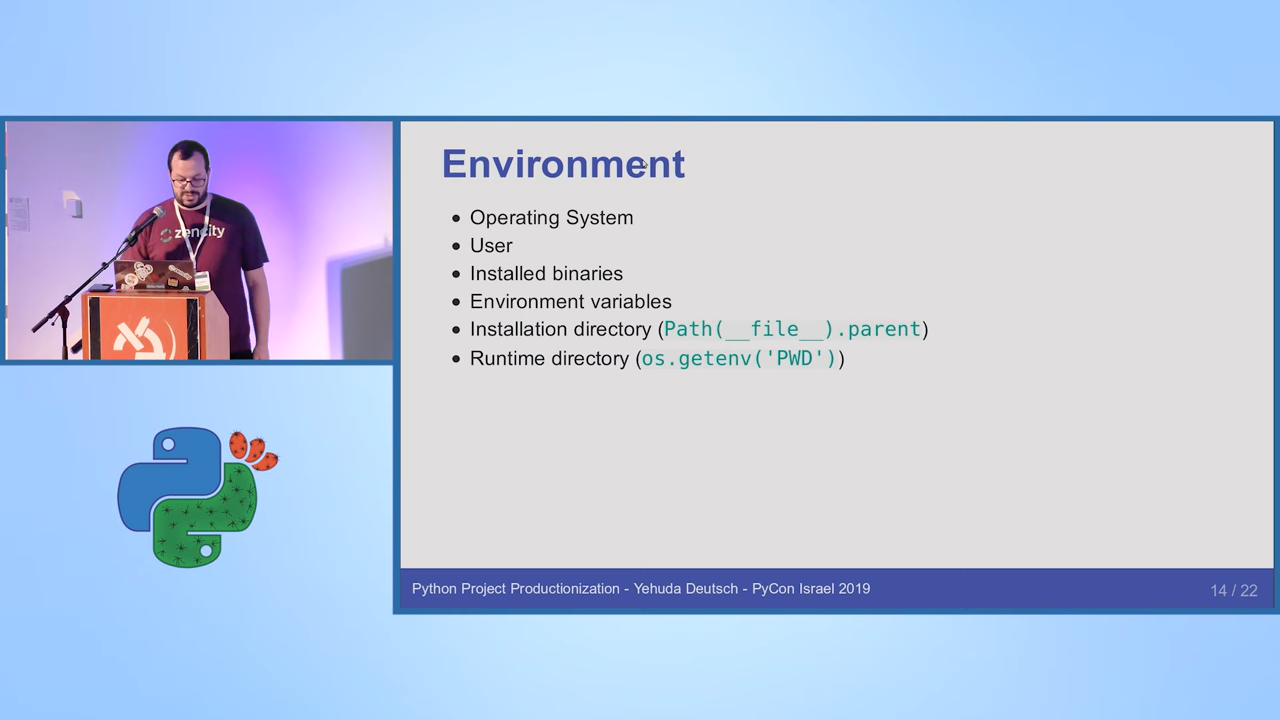 zencity
Environment
Operating System
User
Installed binaries
Environment variables
Installation directory (Path(__file__).parent)
Runtime directory (os.getenv('PWD'))
Python Project Productionization - Yehuda Deutsch - PyCon Israel 2019
14 / 22